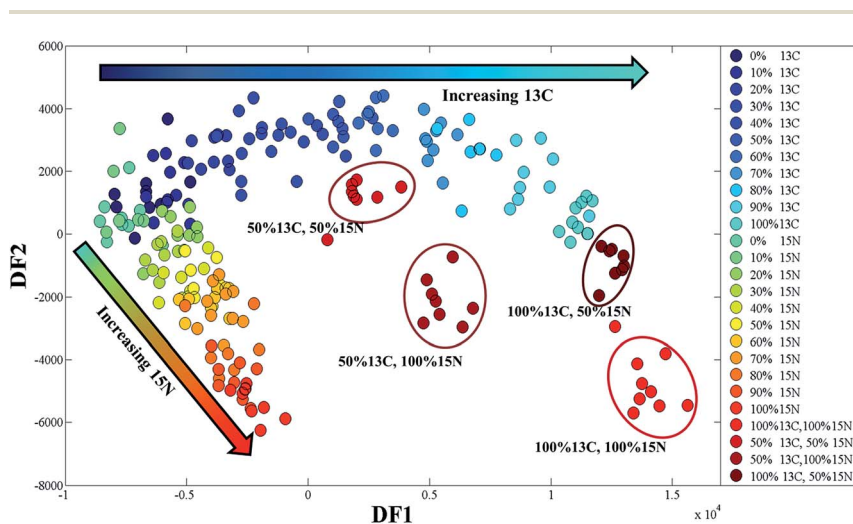 6000
4000
2000
0
-2000
-4000
-6000
-8000
DF2
-1
-0.5
0
0.5
1
1.5
x 10⁴
DF1
Increasing 13C
Increasing 15N
50%13C, 50%15N
50%13C, 100%15N
100%13C, 50%15N
100%13C, 100%15N
0% 13C
10% 13C
20% 13C
30% 13C
40% 13C
50% 13C
60% 13C
70% 13C
80% 13C
90% 13C
100%13C
0% 15N
10% 15N
20% 15N
30% 15N
40% 15N
50% 15N
60% 15N
70% 15N
80% 15N
90% 15N
100%15N
100%13C,100%15N
50% 13C, 50%15N
50% 13C,100%15N
100% 13C, 50%15N